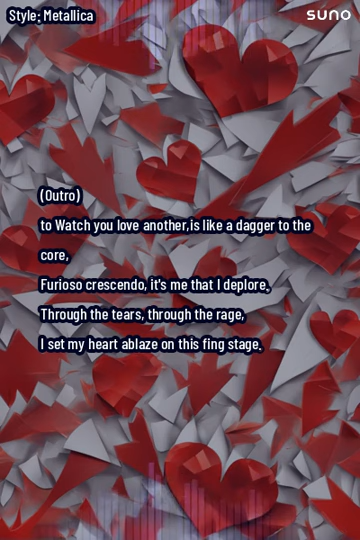 Style: Metallica
suno
(Outro)
to Watch you love another,is like a dagger to the
core,
Furioso crescendo, it's me that I deplore,
Through the tears, through the rage,
I set my heart ablaze on this fing stage.